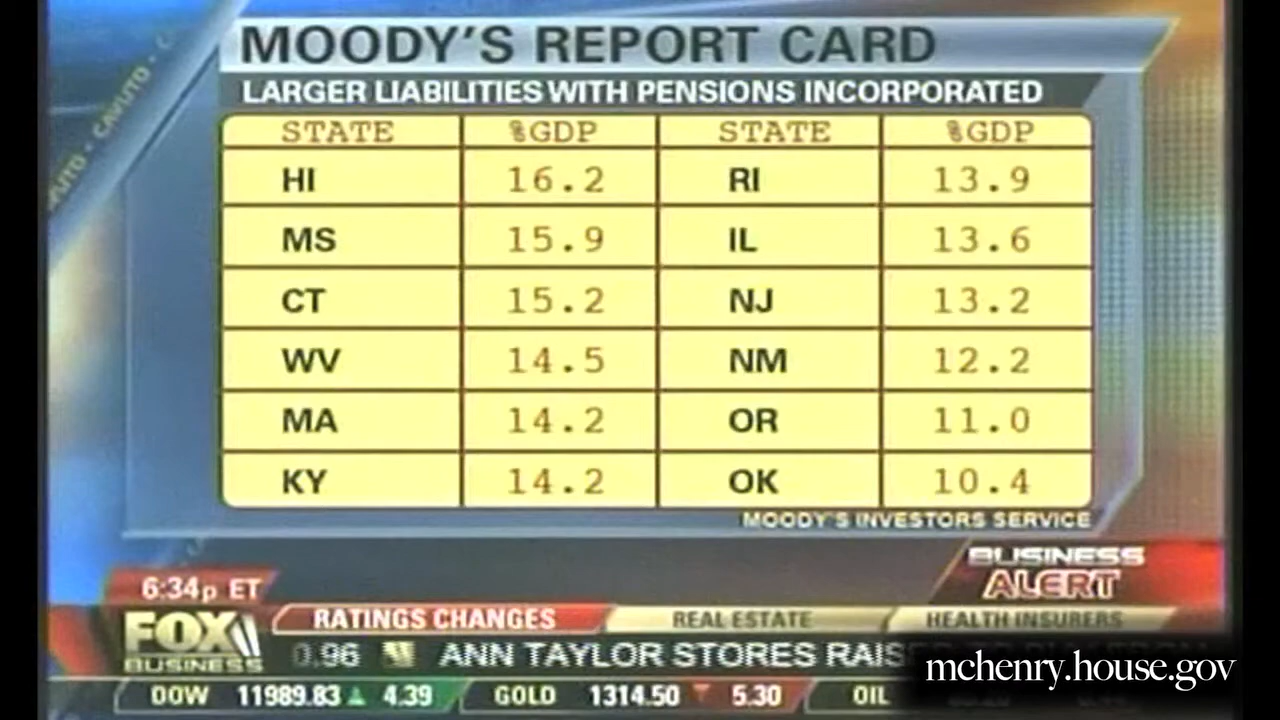 MOODY'S REPORT CARD
LARGER LIABILITIES WITH PENSIONS INCORPORATED
STATE %GDP STATE %GDP
HI 16.2 RI 13.9
MS 15.9 IL 13.6
CT 15.2 NJ 13.2
WV 14.5 NM 12.2
MA 14.2 OR 11.0
KY 14.2 OK 10.4
MOODY'S INVESTORS SERVICE
CAVUTO
BUSINESS
ALERT
6:34p ET
RATINGS CHANGES REAL ESTATE HEALTH INSURERS
FOX
BUSINESS
0.96 ANN TAYLOR STORES
mchenry.house.gov
DOW 11989.83 4.39 GOLD 1314.50 5.30 OIL